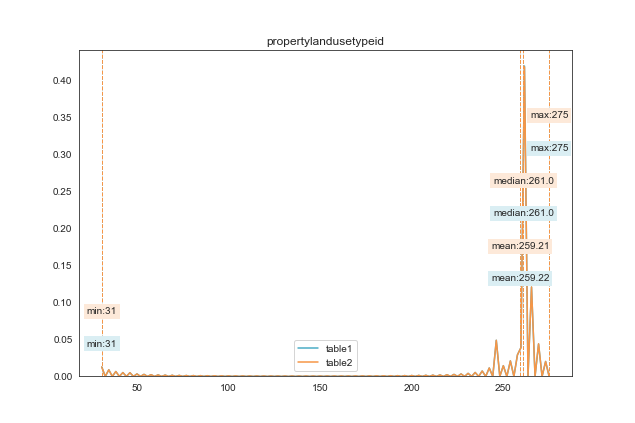 propertylandusetypeid
0.40
0.35
0.30
0.25
0.20
0.15
0.10
0.05
0.00
max:275
max:275
median:261.0
median:261.0
mean:259.21
mean:259.22
min:31
min:31
table1
table2
50
100
150
200
250